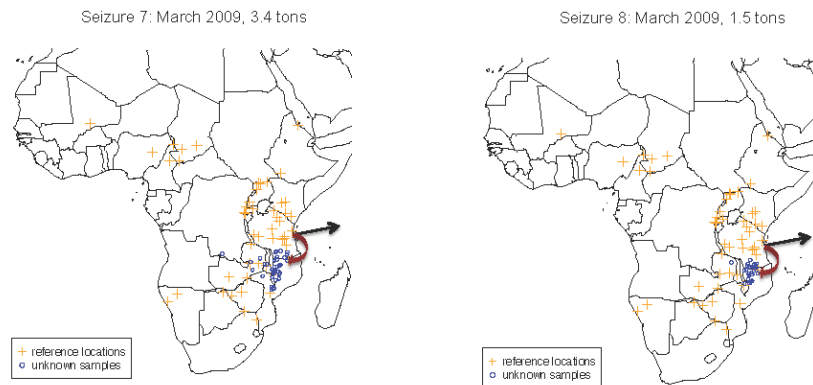 Seizure 7: March 2009, 3.4 tons
Seizure 8: March 2009, 1.5 tons
reference locations
unknown samples
reference locations
unknown samples